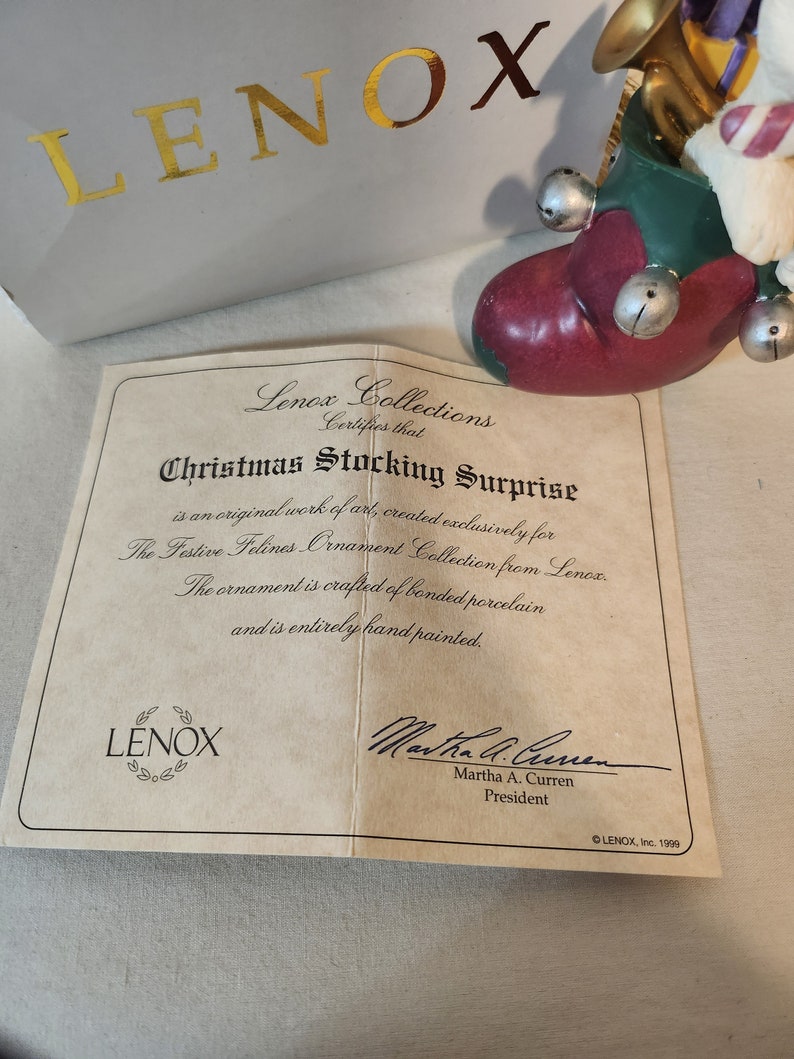 LENOX
Lenox Collections
Certifies that
Christmas Stocking Surprise
is an original work of art, created exclusively for
The Festive Felines Ornament Collection from Lenox.
The ornament is crafted of bonded porcelain
and is entirely hand painted.
LENOX
Martha A. Curren
Martha A. Curren
President
© LENOX, Inc. 1999